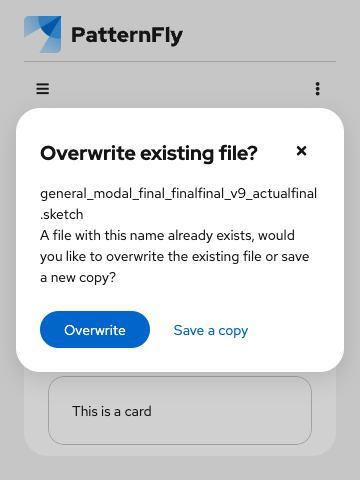 PatternFly
Overwrite existing file?
general_modal_final_finalfinal_v9_actualfinal
.sketch
A file with this name already exists, would
you like to overwrite the existing file or save
a new copy?
Overwrite
Save a copy
This is a card